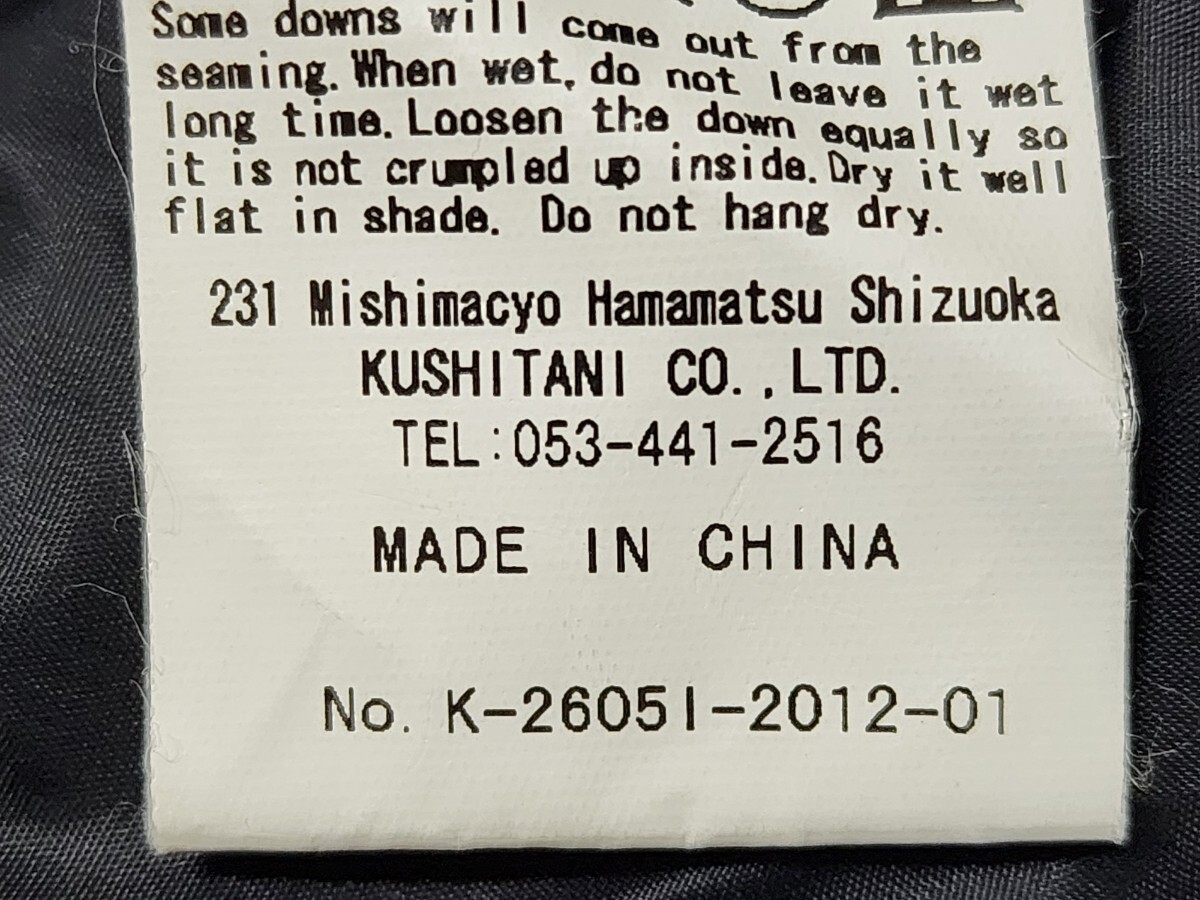 Some downs will come out from the
seaming. When wet, do not leave it wet
long time. Loosen the down equally so
it is not crumpled up inside. Dry it well
flat in shade. Do not hang dry.
231 Mishimacyo Hamamatsu Shizuoka
KUSHITANI CO.,LTD.
TEL:053-441-2516
MADE IN CHINA
No. K-2605I-2012-01